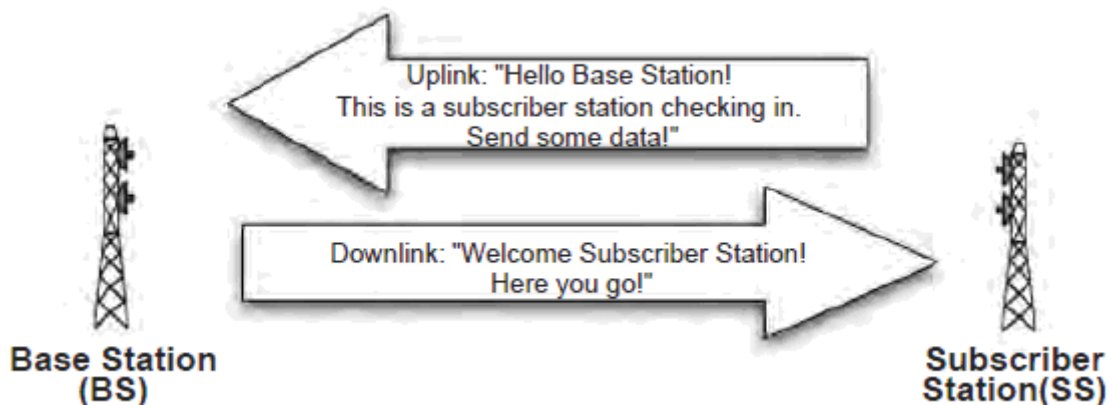 Uplink: "Hello Base Station!
This is a subscriber station checking in.
Send some data!"
Downlink: "Welcome Subscriber Station!
Here you go!"
Base Station
(BS)
Subscriber
Station(SS)